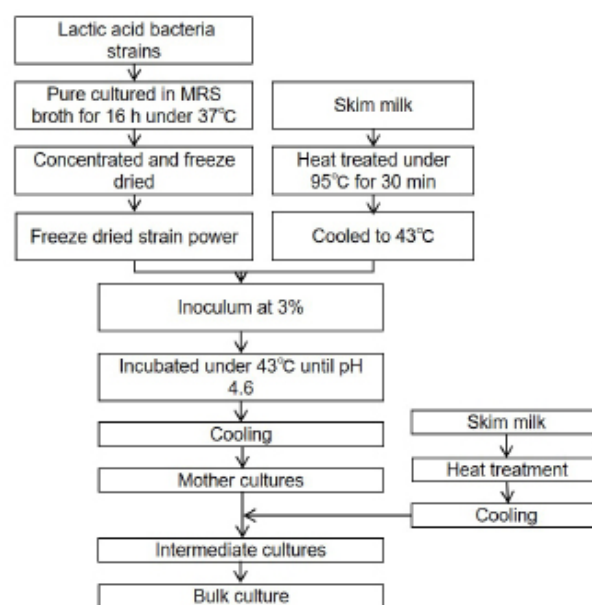 Lactic acid bacteria
strains
Pure cultured in MRS
broth for 16 h under 37℃
Concentrated and freeze
dried
Freeze dried strain power
Skim milk
Heat treated under
95℃ for 30 min
Cooled to 43℃
Inoculum at 3%
Incubated under 43℃ until pH
4.6
Cooling
Mother cultures
Skim milk
Heat treatment
Cooling
Intermediate cultures
Bulk culture